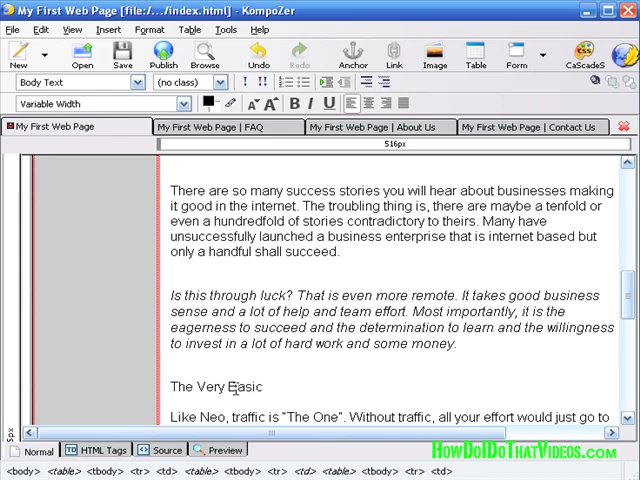 My First Web Page [file:/.../index.html] - KompoZer
File Edit View Insert Format Table Tools Help
New Open Save Publish Browse Undo Redo Anchor Link Image Table Form CaScadeS
Body Text (no class) ! !!
Variable Width A A B I U
My First Web Page My First Web Page | FAQ My First Web Page | About Us My First Web Page | Contact Us
516px
There are so many success stories you will hear about businesses making
it good in the internet. The troubling thing is, there are maybe a tenfold or
even a hundredfold of stories contradictory to theirs. Many have
unsuccessfully launched a business enterprise that is internet based but
only a handful shall succeed.
Is this through luck? That is even more remote. It takes good business
sense and a lot of help and team effort. Most importantly, it is the
eagerness to succeed and the determination to learn and the willingness
to invest in a lot of hard work and some money.
The Very Basic
Like Neo, traffic is "The One". Without traffic, all your effort would just go to
Normal HTML Tags Source Preview
HowDoIDoThatVideos.com
<body> <table> <tbody> <tr> <td> <table> <tbody> <tr> <td> <table> <tbody> <tr> <td>